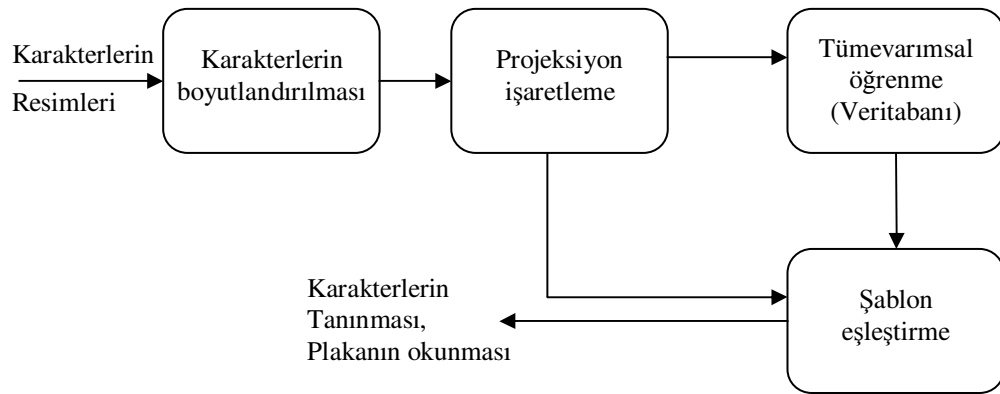 Karakterlerin
Resimleri
Karakterlerin
boyutlandırılması
Projeksiyon
işaretleme
Tümevarımsal
öğrenme
(Veritabanı)
Şablon
eşleştirme
Karakterlerin
Tanınması,
Plakanın okunması